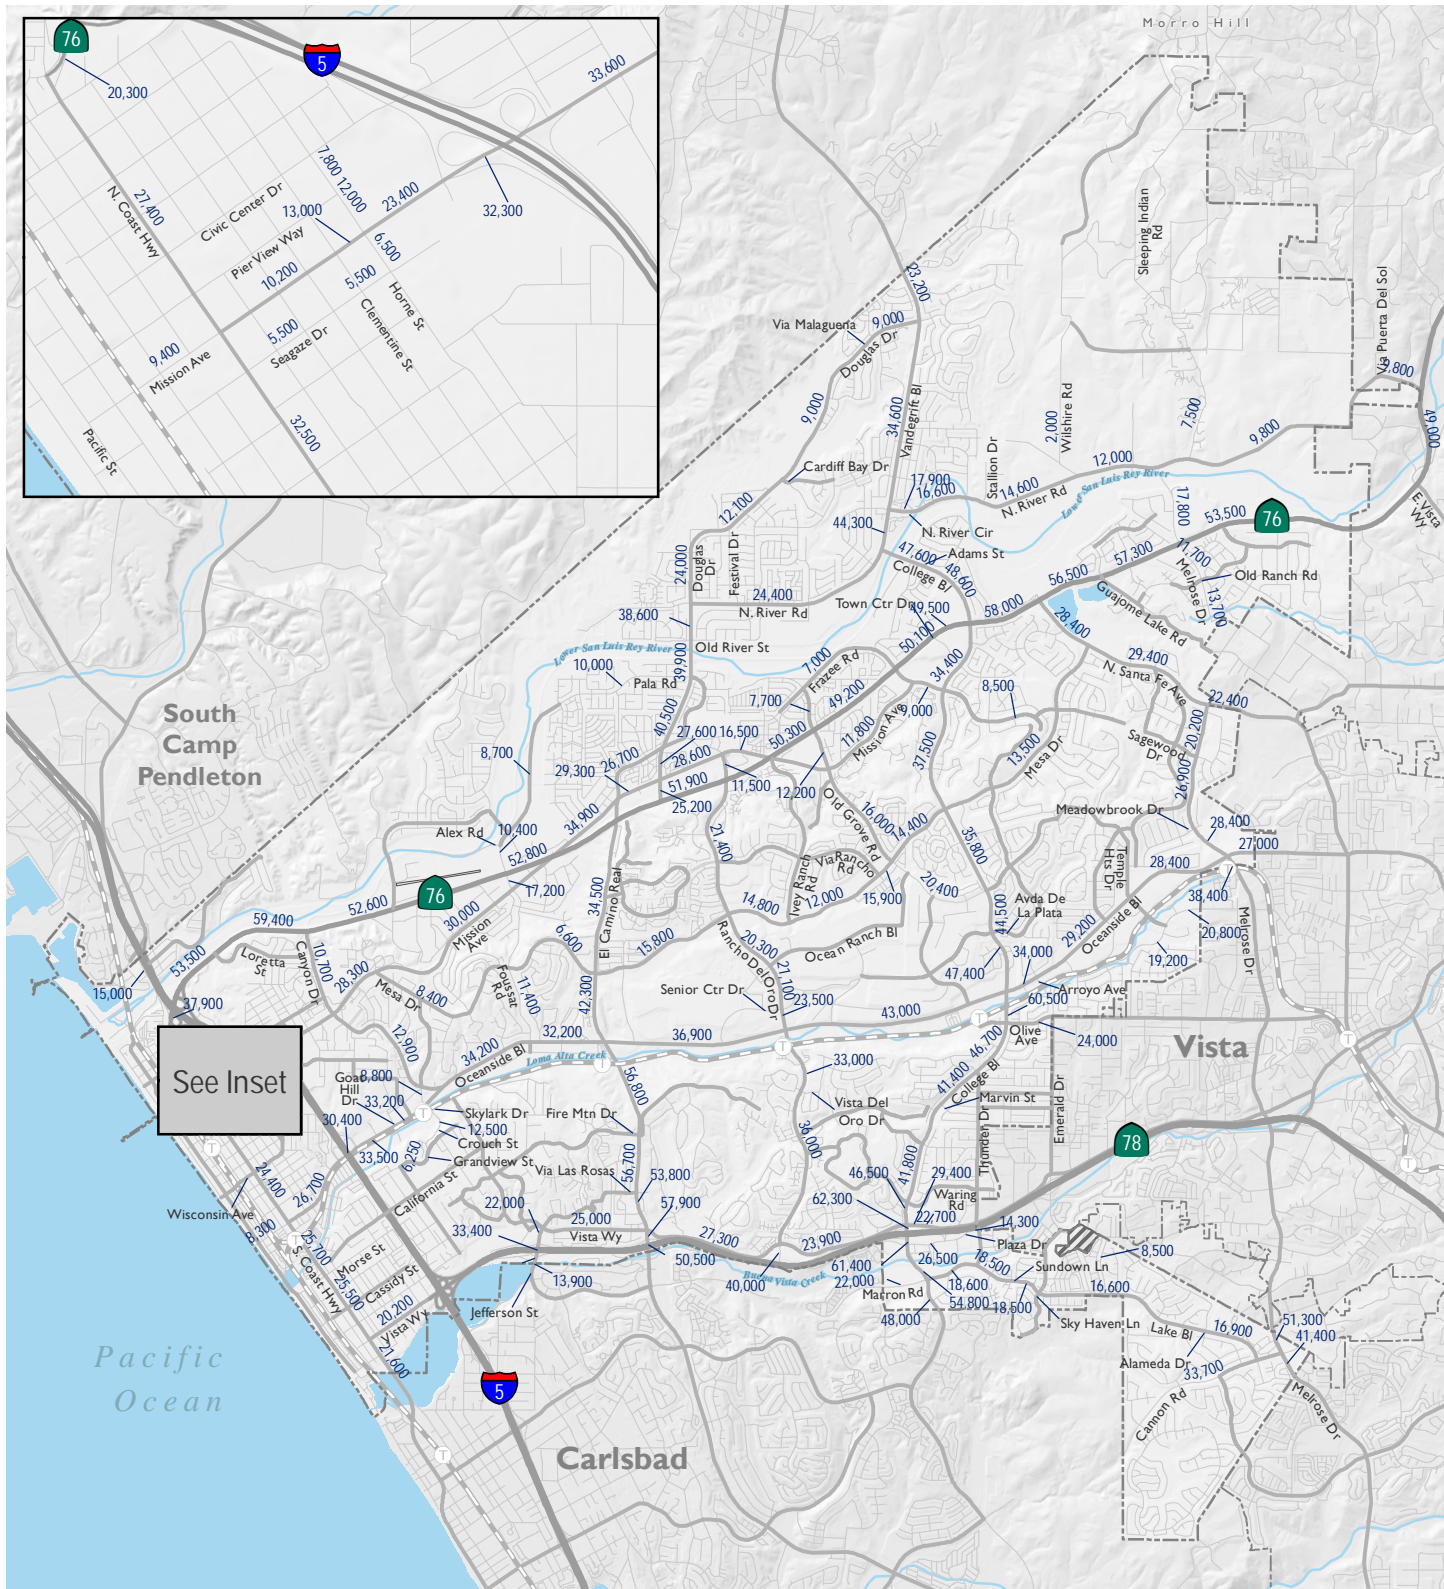 Morro Hill
76
5
20,300
33,600
7,800
12,000
23,400
32,300
13,000
27,400
N. Coast Hwy
Civic Center Dr
Pier View Way
10,200
6,500
5,500
Horne St
Clementine St
5,500
Seagaze Dr
9,400
Mission Ave
32,500
Pacific St
Sleeping Indian
Rd
23,200
Via Malaguena
9,000
Douglas Dr
Via Puerta Del Sol
9,800
9,000
34,600
Vandegrift Bl
2,000
Wilshire Rd
7,500
9,800
49,000
Cardiff Bay Dr
Stallion Dr
12,000
17,900
16,600
14,600
N. River Rd
Lower San Luis Rey River
17,800
53,500
76
E. Vista
Wy
12,100
44,300
N. River Cir
47,600
Adams St
College Bl
48,600
57,300
11,700
56,500
Melrose Dr
Old Ranch Rd
13,700
24,000
Douglas
Dr
Festival Dr
24,400
N. River Rd
Town Ctr Dr
49,500
58,000
Guajome Lake Rd
28,400
38,600
50,100
Lower San Luis Rey River
Old River St
39,900
10,000
Pala Rd
7,000
Frazee Rd
34,400
29,400
N. Santa Fe Ave
22,400
8,500
7,700
49,200
9,000
South
Camp
Pendleton
40,500
27,600
16,500
50,300
11,800
Mission Ave
37,500
13,500
Mesa Dr
Sagewood
Dr
20,200
26,900
8,700
29,300
26,700
28,600
51,900
11,500
12,200
25,200
Old Grove Rd
16,000
14,400
Meadowbrook Dr
28,400
27,000
Alex Rd
10,400
34,900
52,800
21,400
35,800
Via Rancho
Rd
Temple
Hts Dr
28,400
76
17,200
34,500
El Camino Real
Ivey Ranch
Rd
12,000
15,900
20,400
38,400
59,400
52,600
30,000
Mission
Ave
14,800
44,500
Avda De
La Plata
29,200
Oceanside Bl
20,800
Melrose Dr
53,500
Loretta
St
Canyon Dr
10,700
28,300
6,600
15,800
Rancho Del Oro Dr
20,300
Ocean Ranch Bl
34,000
19,200
15,000
37,900
Mesa Dr
8,400
Foussat
Rd
11,400
42,300
Senior Ctr Dr
21,100
23,500
47,400
Arroyo Ave
60,500
43,000
See Inset
12,900
34,200
Oceanside Bl
32,200
36,900
Loma Alta Creek
46,700
Olive
Ave
24,000
Vista
Goat
Hill
Dr
8,800
33,200
30,400
33,500
6,250
Skylark Dr
12,500
Crouch St
Grandview St
56,800
Fire Mtn Dr
33,000
Vista Del
Oro Dr
41,400
College Bl
Marvin St
Thunder Dr
Emerald Dr
78
36,000
Via Las Rosas
56,700
53,800
46,500
41,800
29,400
Waring
Rd
24,400
Wisconsin Ave
26,700
California St
22,000
25,000
Vista Wy
57,900
62,300
22,700
14,300
8,300
33,400
27,300
23,900
Plaza Dr
8,500
25,700
S. Coast Hwy
25,500
Morse St
Cassidy St
50,500
61,400
26,500
18,500
Sundown Ln
13,900
40,000
Buena Vista Creek
22,000
18,600
16,600
20,200
Vista Wy
Jefferson St
Marron Rd
54,800
18,500
48,000
Sky Haven Ln
Lake Bl
16,900
51,300
41,400
21,600
Alameda Dr
33,700
Pacific
Ocean
5
Cannon Rd
Melrose Dr
Carlsbad
T
T
T
T
T
T
T
T
T
T